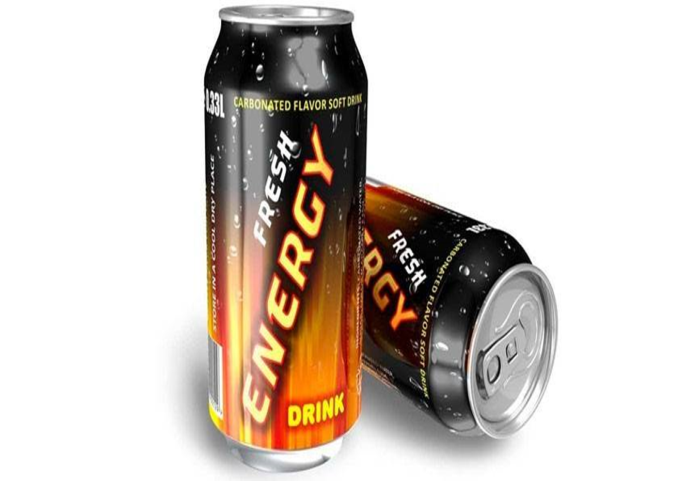 0.33L
CARBONATED FLAVOR SOFT DRINK
FRESH
ENERGY
DRINK
STORE IN A COOL DRY PLACE
FRESH
ERGY
CARBONATED FLAVOR SOFT DRINK